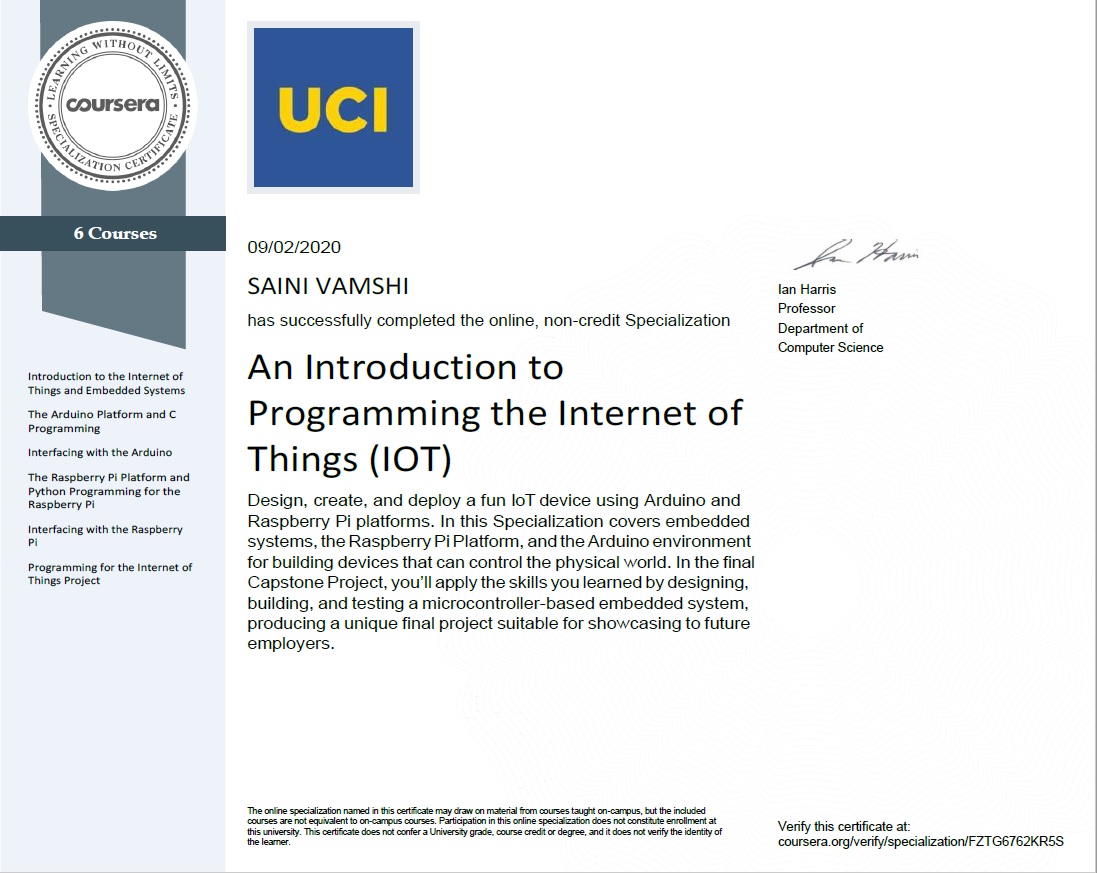 LEARNING WITHOUT LIMITS
coursera
SPECIALIZATION CERTIFICATE
6 Courses
Introduction to the Internet of
Things and Embedded Systems
The Arduino Platform and C
Programming
Interfacing with the Arduino
The Raspberry Pi Platform and
Python Programming for the
Raspberry Pi
Interfacing with the Raspberry
Pi
Programming for the Internet of
Things Project
UCI
09/02/2020
SAINI VAMSHI
has successfully completed the online, non-credit Specialization
An Introduction to
Programming the Internet of
Things (IOT)
Design, create, and deploy a fun IoT device using Arduino and
Raspberry Pi platforms. In this Specialization covers embedded
systems, the Raspberry Pi Platform, and the Arduino environment
for building devices that can control the physical world. In the final
Capstone Project, you'll apply the skills you learned by designing,
building, and testing a microcontroller-based embedded system,
producing a unique final project suitable for showcasing to future
employers.
Ian Harris
Ian Harris
Professor
Department of
Computer Science
The online specialization named in this certificate may draw on material from courses taught on-campus, but the included
courses are not equivalent to on-campus courses. Participation in this online specialization does not constitute enrollment at
this university. This certificate does not confer a University grade, course credit or degree, and it does not verify the identity of
the learner.
Verify this certificate at:
coursera.org/verify/specialization/FZTG6762KR5S